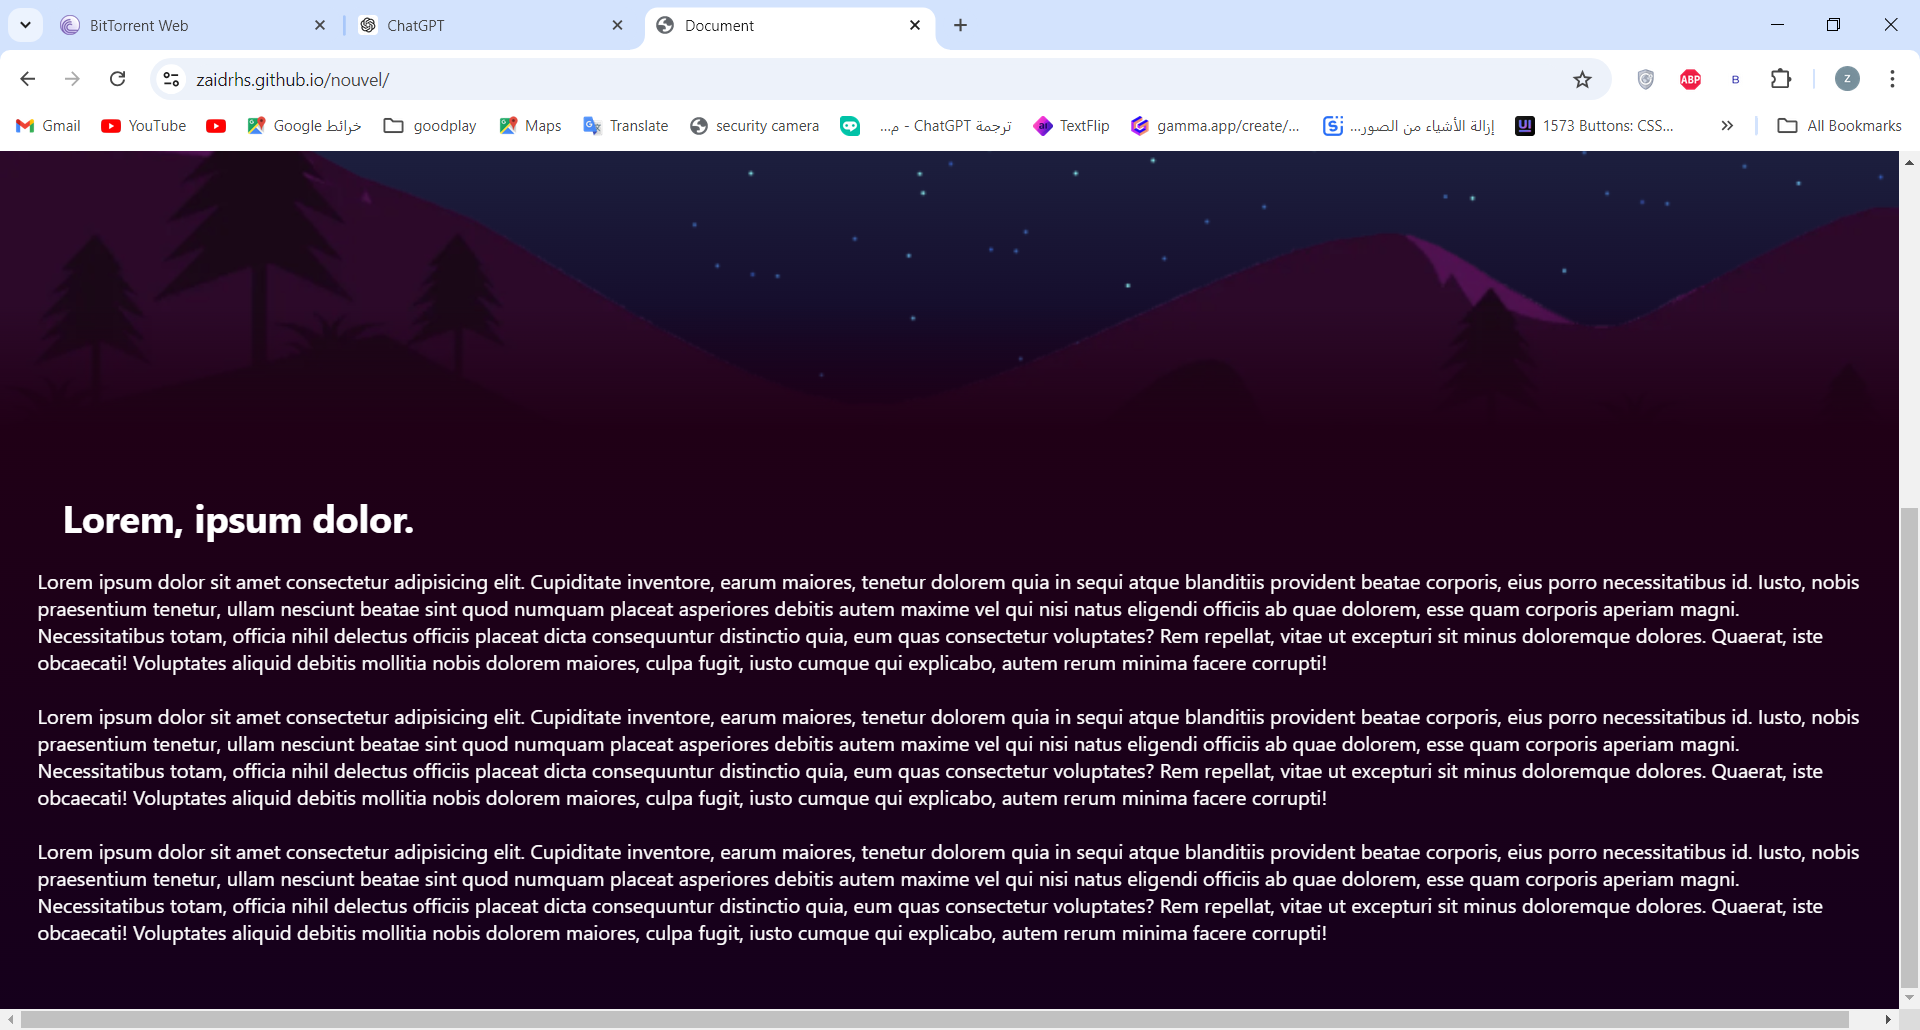 BitTorrent Web
ChatGPT
Document
zaidrhs.github.io/nouvel/
ABP
B
Z
Gmail
YouTube
خرائط Google
goodplay
Maps
Translate
security camera
ترجمة ChatGPT - م...
TextFlip
gamma.app/create/...
إزالة الأشياء من الصور...
1573 Buttons: CSS...
All Bookmarks
Lorem, ipsum dolor.
Lorem ipsum dolor sit amet consectetur adipisicing elit. Cupiditate inventore, earum maiores, tenetur dolorem quia in sequi atque blanditiis provident beatae corporis, eius porro necessitatibus id. Iusto, nobis
praesentium tenetur, ullam nesciunt beatae sint quod numquam placeat asperiores debitis autem maxime vel qui nisi natus eligendi officiis ab quae dolorem, esse quam corporis aperiam magni.
Necessitatibus totam, officia nihil delectus officiis placeat dicta consequuntur distinctio quia, eum quas consectetur voluptates? Rem repellat, vitae ut excepturi sit minus doloremque dolores. Quaerat, iste
obcaecati! Voluptates aliquid debitis mollitia nobis dolorem maiores, culpa fugit, iusto cumque qui explicabo, autem rerum minima facere corrupti!
Lorem ipsum dolor sit amet consectetur adipisicing elit. Cupiditate inventore, earum maiores, tenetur dolorem quia in sequi atque blanditiis provident beatae corporis, eius porro necessitatibus id. Iusto, nobis
praesentium tenetur, ullam nesciunt beatae sint quod numquam placeat asperiores debitis autem maxime vel qui nisi natus eligendi officiis ab quae dolorem, esse quam corporis aperiam magni.
Necessitatibus totam, officia nihil delectus officiis placeat dicta consequuntur distinctio quia, eum quas consectetur voluptates? Rem repellat, vitae ut excepturi sit minus doloremque dolores. Quaerat, iste
obcaecati! Voluptates aliquid debitis mollitia nobis dolorem maiores, culpa fugit, iusto cumque qui explicabo, autem rerum minima facere corrupti!
Lorem ipsum dolor sit amet consectetur adipisicing elit. Cupiditate inventore, earum maiores, tenetur dolorem quia in sequi atque blanditiis provident beatae corporis, eius porro necessitatibus id. Iusto, nobis
praesentium tenetur, ullam nesciunt beatae sint quod numquam placeat asperiores debitis autem maxime vel qui nisi natus eligendi officiis ab quae dolorem, esse quam corporis aperiam magni.
Necessitatibus totam, officia nihil delectus officiis placeat dicta consequuntur distinctio quia, eum quas consectetur voluptates? Rem repellat, vitae ut excepturi sit minus doloremque dolores. Quaerat, iste
obcaecati! Voluptates aliquid debitis mollitia nobis dolorem maiores, culpa fugit, iusto cumque qui explicabo, autem rerum minima facere corrupti!